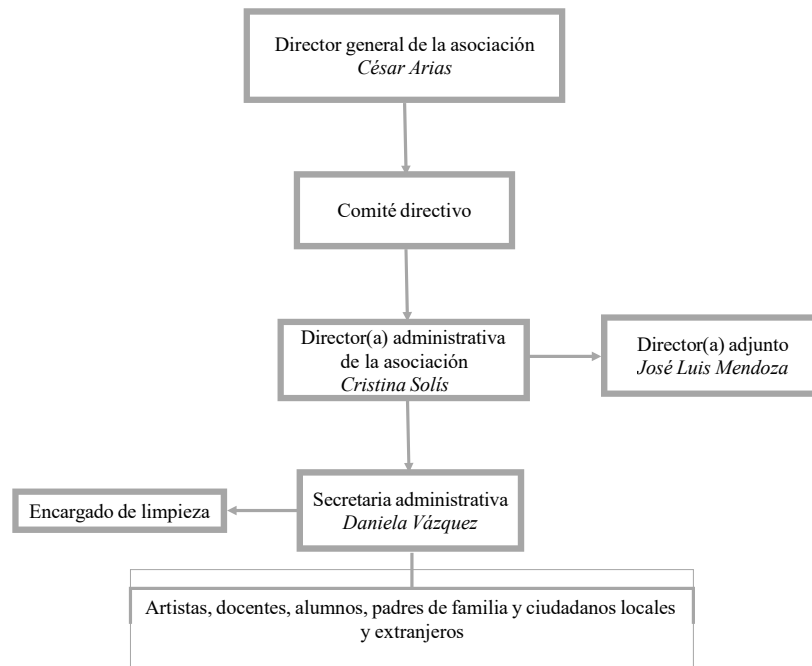 Director general de la asociación
César Arias
Comité directivo
Director(a) administrativa
de la asociación
Cristina Solís
Director(a) adjunto
José Luis Mendoza
Secretaria administrativa
Daniela Vázquez
Encargado de limpieza
Artistas, docentes, alumnos, padres de familia y ciudadanos locales
y extranjeros